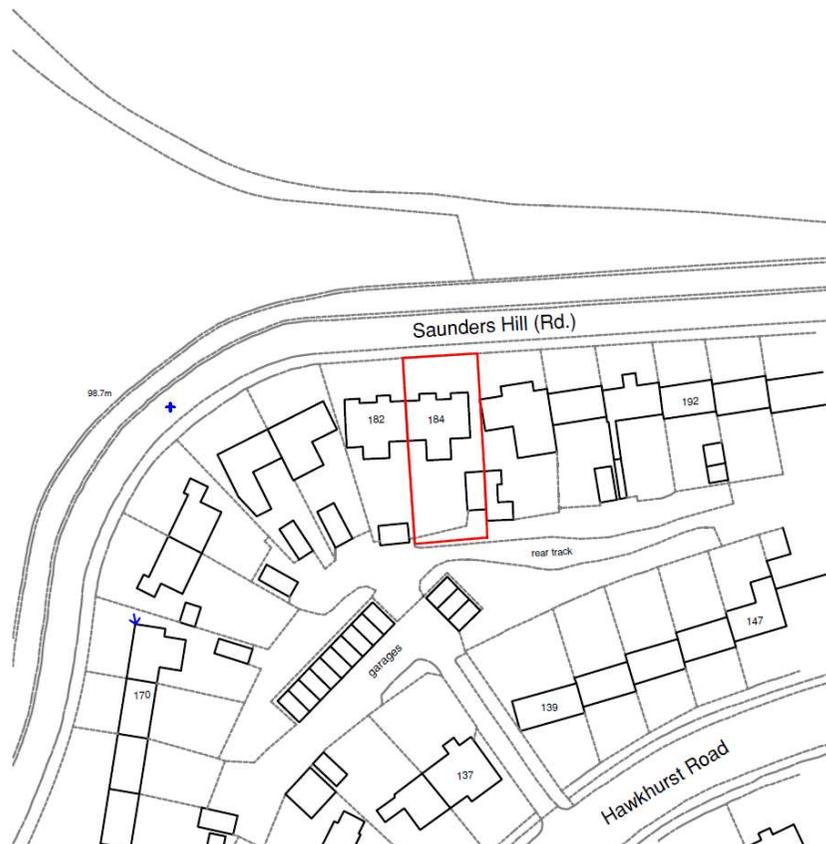 Saunders Hill (Rd.)
98.7m
182
184
192
rear track
147
garages
170
139
137
Hawkhurst Road